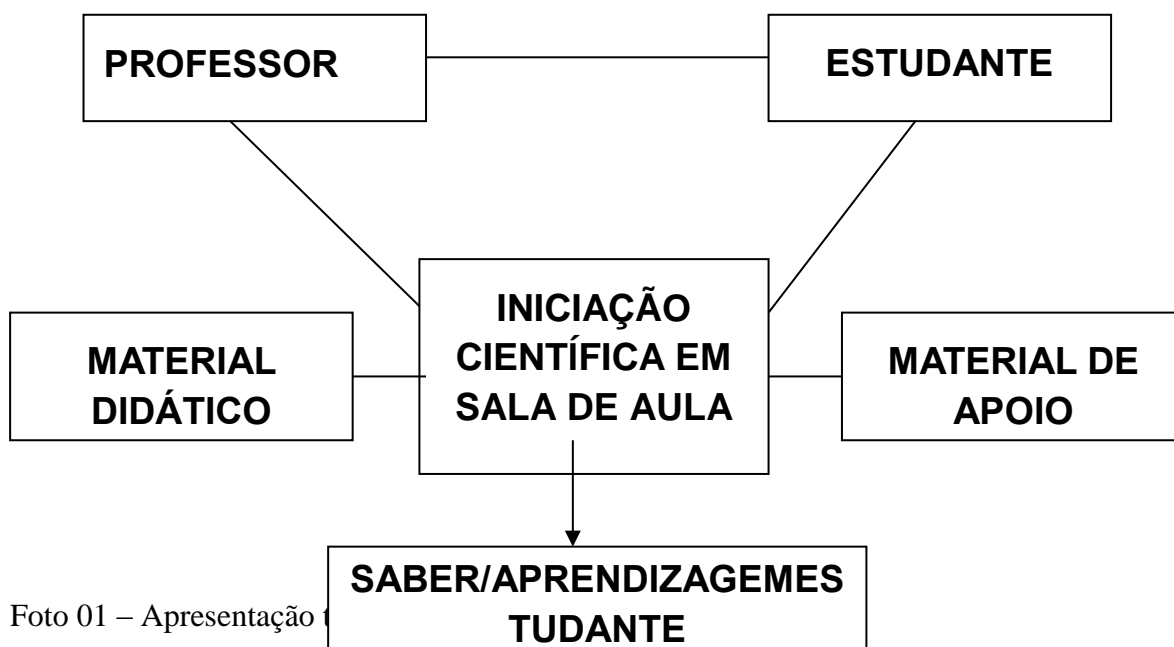 PROFESSOR
ESTUDANTE
INICIAÇÃO
CIENTÍFICA EM
SALA DE AULA
MATERIAL
DIDÁTICO
MATERIAL DE
APOIO
SABER/APRENDIZAGEMES
TUDANTE
Foto 01 – Apresentação